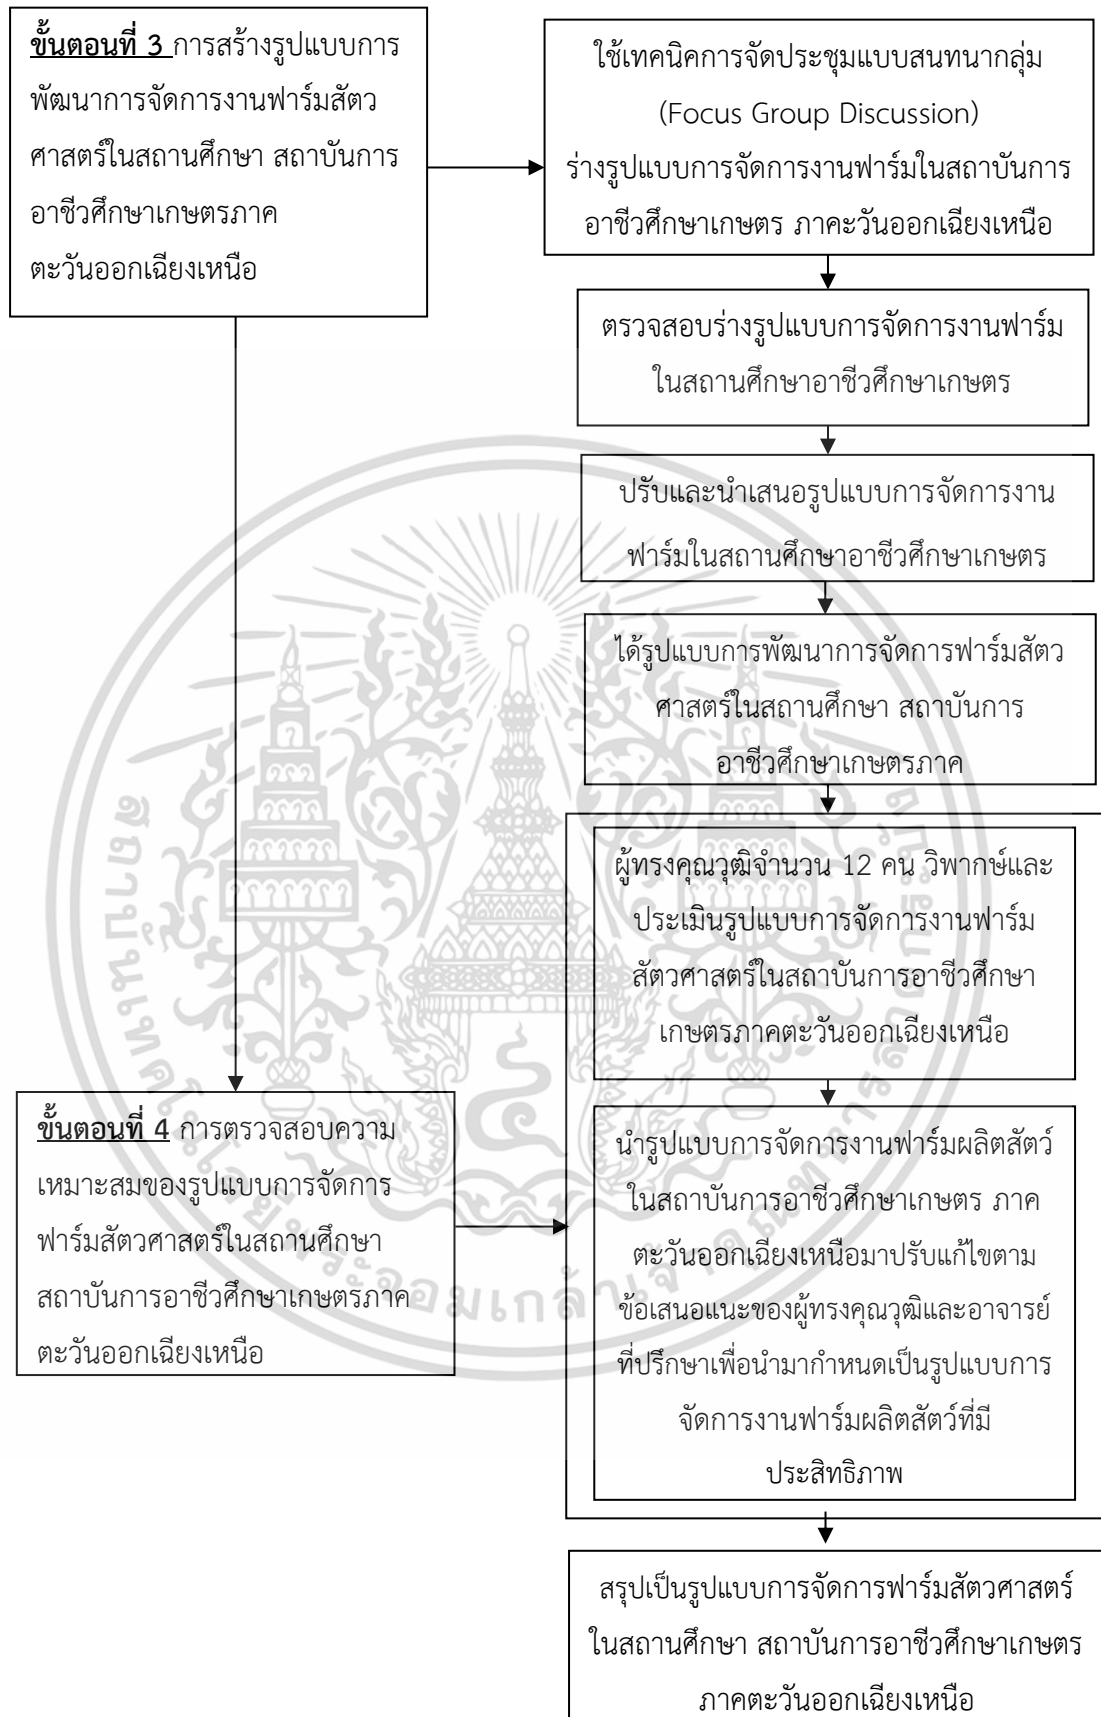 ขั้นตอนที่ 3 การสร้างรูปแบบการ
พัฒนาการจัดการงานฟาร์มสัตว
ศาสตร์ในสถานศึกษา สถาบันการ
อาชีวศึกษาเกษตรภาค
ตะวันออกเฉียงเหนือ
ใช้เทคนิคการจัดประชุมแบบสนทนากลุ่ม
(Focus Group Discussion)
ร่างรูปแบบการจัดการงานฟาร์มในสถาบันการ
อาชีวศึกษาเกษตร ภาคะวันออกเฉียงเหนือ
ตรวจสอบร่างรูปแบบการจัดการงานฟาร์ม
ในสถานศึกษาอาชีวศึกษาเกษตร
ปรับและนำเสนอรูปแบบการจัดการงาน
ฟาร์มในสถานศึกษาอาชีวศึกษาเกษตร
ได้รูปแบบการพัฒนาการจัดการฟาร์มสัตว
ศาสตร์ในสถานศึกษา สถาบันการ
อาชีวศึกษาเกษตรภาค
ผู้ทรงคุณวุฒิจำนวน 12 คน วิพากษ์และ
ประเมินรูปแบบการจัดการงานฟาร์ม
สัตวศาสตร์ในสถาบันการอาชีวศึกษา
เกษตรภาคตะวันออกเฉียงเหนือ
ขั้นตอนที่ 4 การตรวจสอบความ
เหมาะสมของรูปแบบการจัดการ
ฟาร์มสัตวศาสตร์ในสถานศึกษา
สถาบันการอาชีวศึกษาเกษตรภาค
ตะวันออกเฉียงเหนือ
นำรูปแบบการจัดการงานฟาร์มผลิตสัตว์
ในสถาบันการอาชีวศึกษาเกษตร ภาค
ตะวันออกเฉียงเหนือมาปรับแก้ไขตาม
ข้อเสนอแนะของผู้ทรงคุณวุฒิและอาจารย์
ที่ปรึกษาเพื่อนำมากำหนดเป็นรูปแบบการ
จัดการงานฟาร์มผลิตสัตว์ที่มี
ประสิทธิภาพ
สรุปเป็นรูปแบบการจัดการฟาร์มสัตวศาสตร์
ในสถานศึกษา สถาบันการอาชีวศึกษาเกษตร
ภาคตะวันออกเฉียงเหนือ
สถาบันเทคโนโลยีพระจอมเกล้าเจ้าคุณทหารลาดกระบัง